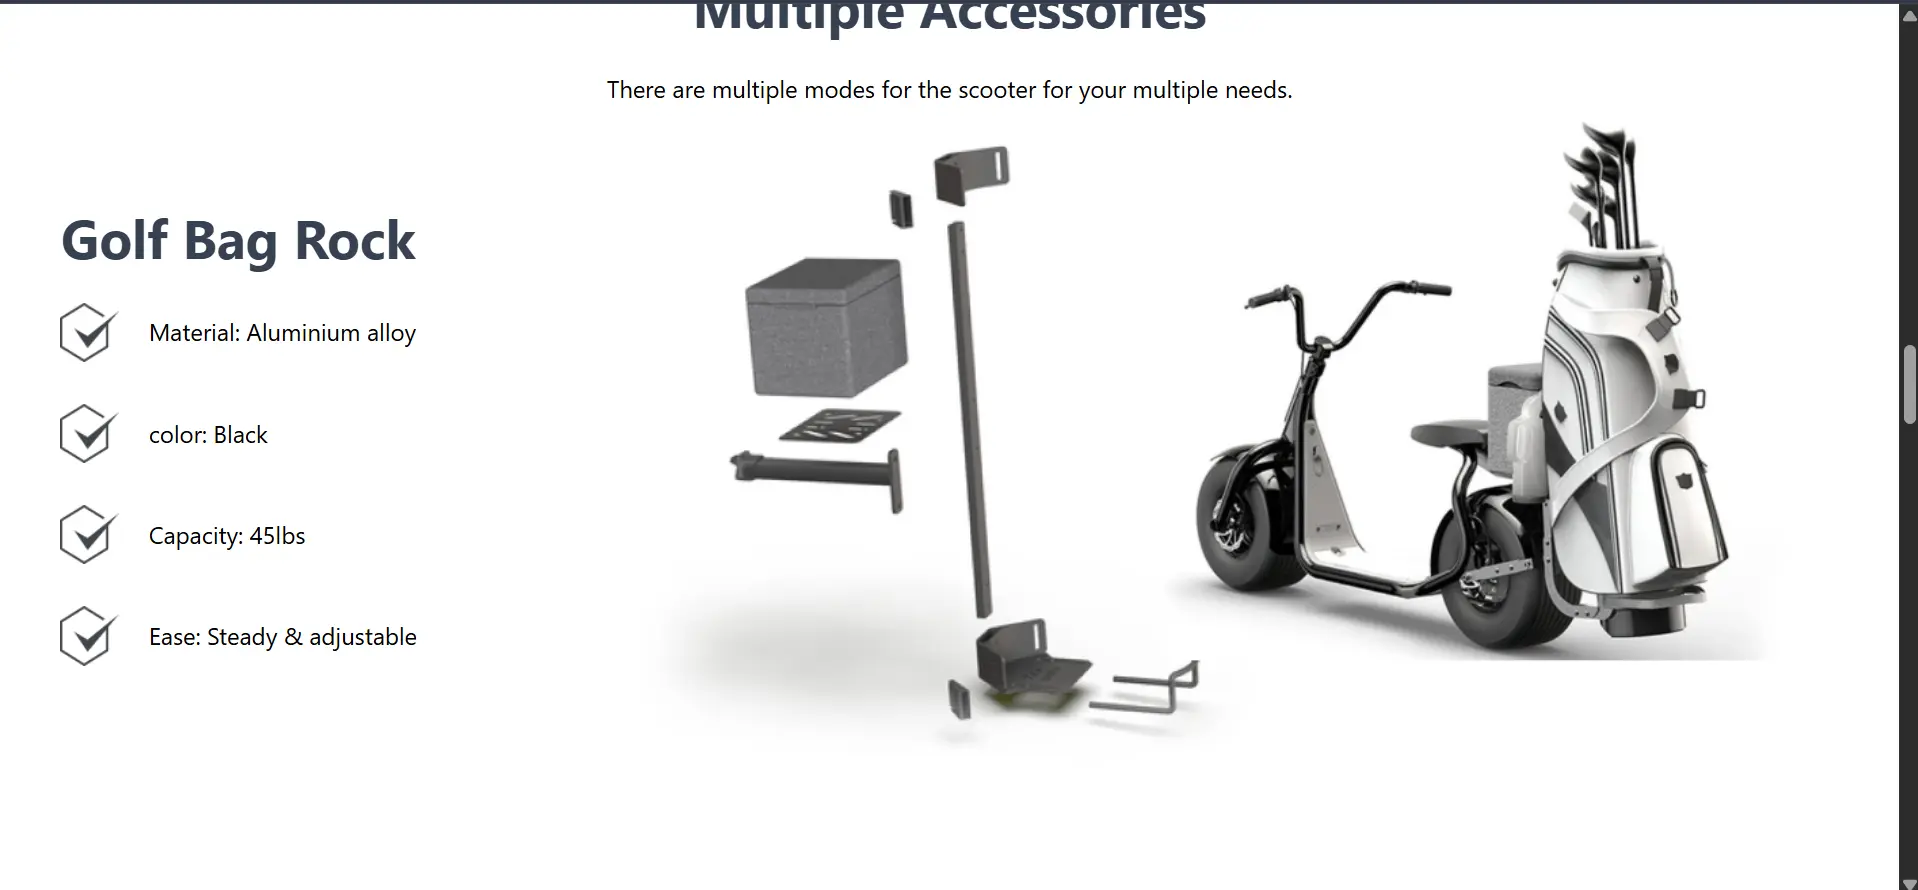 Multiple Accessories
There are multiple modes for the scooter for your multiple needs.
Golf Bag Rock
Material: Aluminium alloy
color: Black
Capacity: 45lbs
Ease: Steady & adjustable